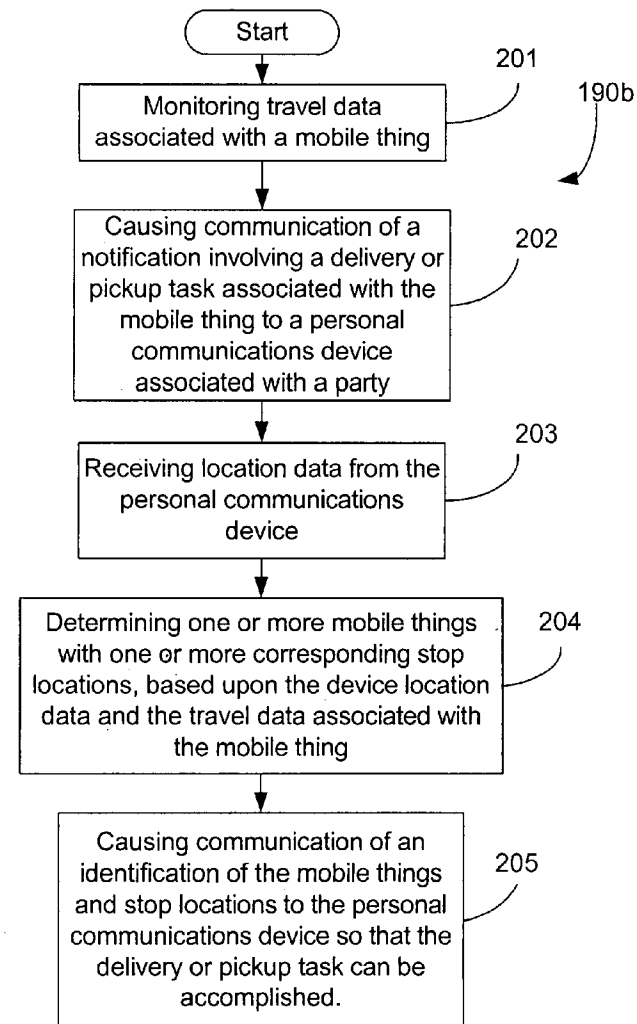 Start
201
190b
Monitoring travel data
associated with a mobile thing
Causing communication of a
notification involving a delivery or
pickup task associated with the
mobile thing to a personal
communications device
associated with a party
202
203
Receiving location data from the
personal communications
device
Determining one or more mobile things
with one or more corresponding stop
locations, based upon the device location
data and the travel data associated with
the mobile thing
204
Causing communication of an
identification of the mobile things
and stop locations to the personal
communications device so that the
delivery or pickup task can be
accomplished.
205